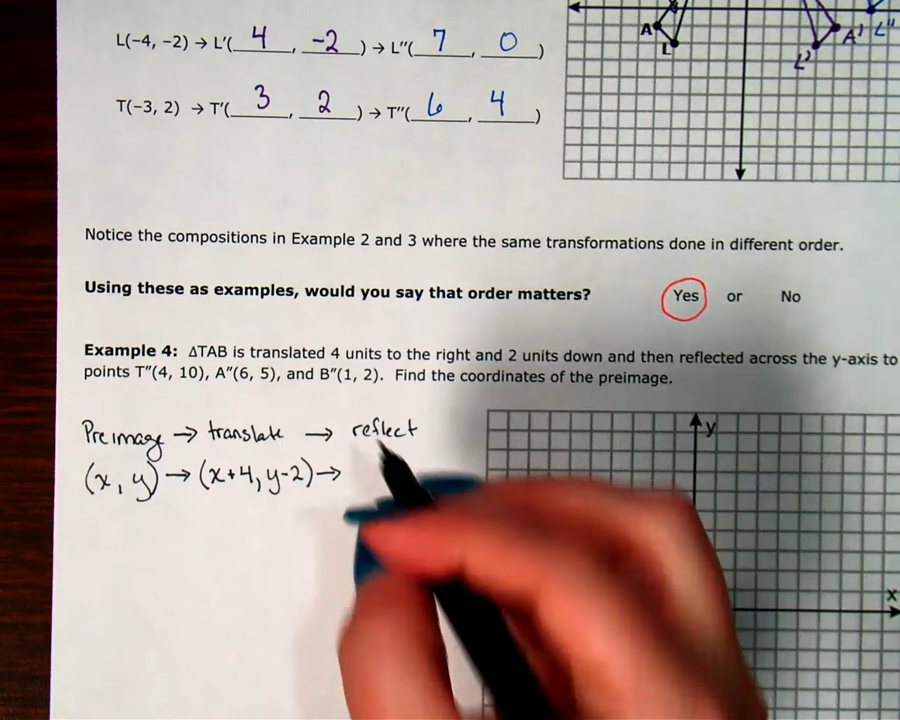 L(-4, -2) → L'( 4 , -2 ) → L"( 7 , 0 )
T(-3, 2) → T'( 3 , 2 ) → T"( 6 , 4 )
A
L
A'
L'
L"
Notice the compositions in Example 2 and 3 where the same transformations done in different order.
Using these as examples, would you say that order matters? Yes or No
Example 4: ΔTAB is translated 4 units to the right and 2 units down and then reflected across the y-axis to
points T"(4, 10), A"(6, 5), and B"(1, 2). Find the coordinates of the preimage.
Preimage → translate → reflect
(x, y) → (x+4, y-2) →
y
x